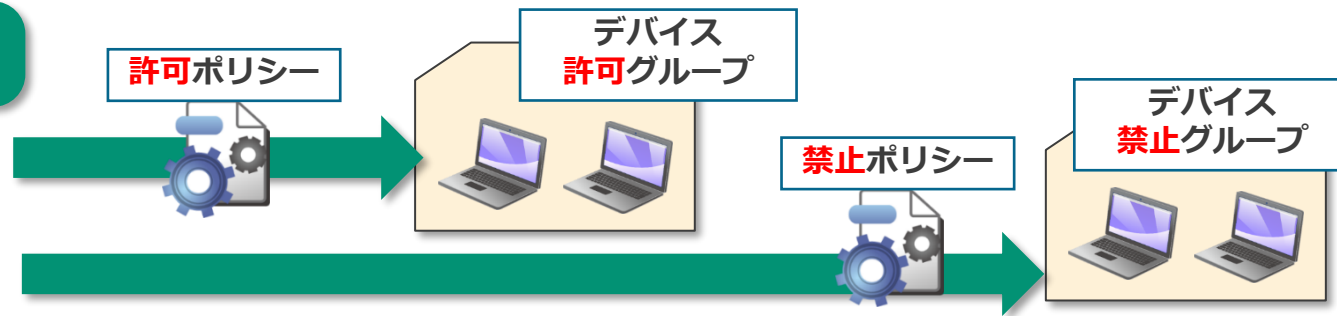 許可ポリシー
デバイス
許可グループ
禁止ポリシー
デバイス
禁止グループ